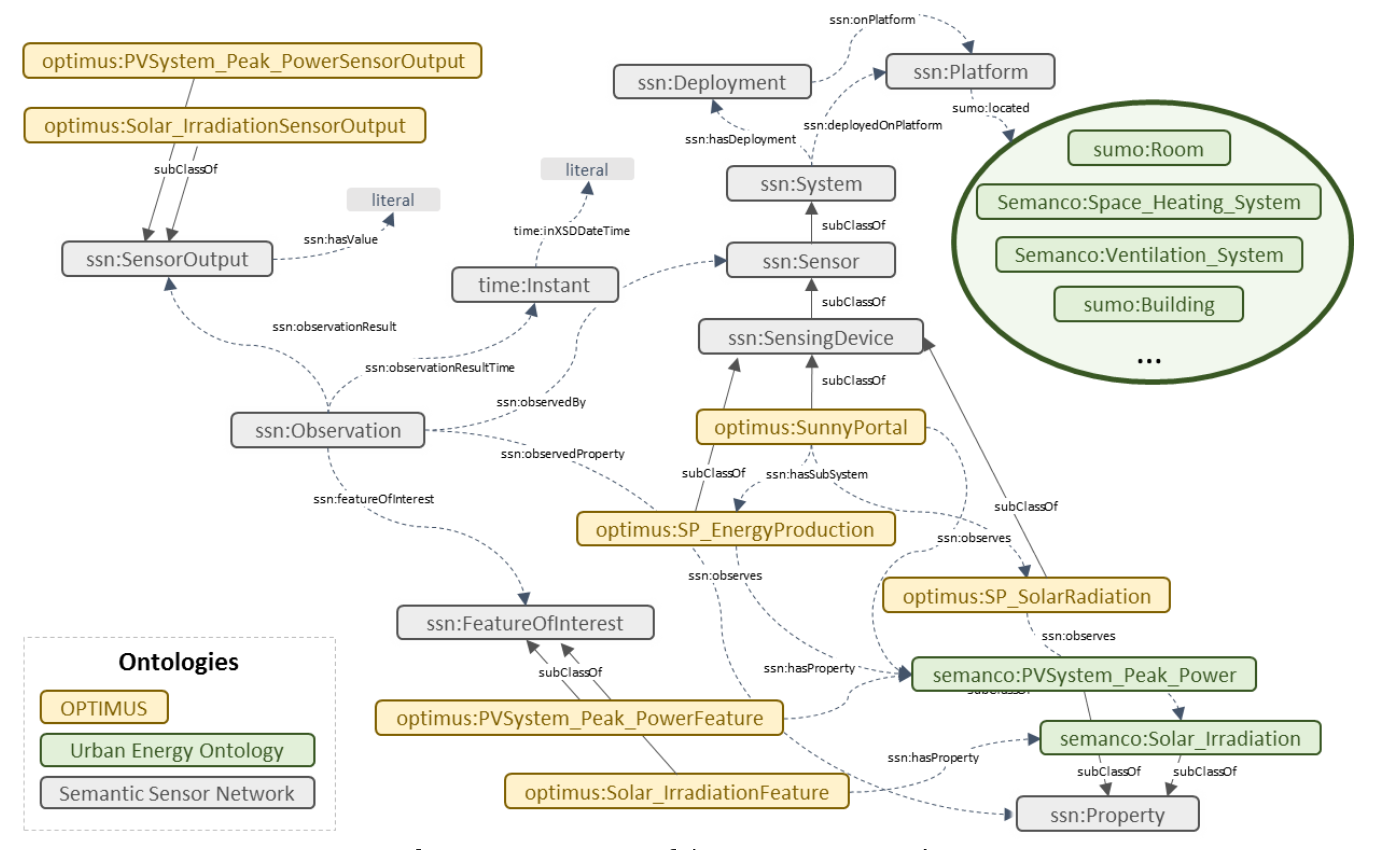 ssn:onPlatform
optimus:PVSystem_Peak_PowerSensorOutput
ssn:Deployment
ssn:Platform
sumo:located
optimus:Solar_IrradiationSensorOutput
ssn:hasDeployment
ssn:deployedOnPlatform
sumo:Room
subClassOf
literal
ssn:System
literal
Semanco:Space_Heating_System
ssn:hasValue
time:inXSDDateTime
subClassOf
ssn:SensorOutput
ssn:Sensor
Semanco:Ventilation_System
time:Instant
subClassOf
sumo:Building
ssn:observationResult
ssn:SensingDevice
...
ssn:observationResultTime
subClassOf
ssn:observedBy
ssn:Observation
optimus:SunnyPortal
ssn:observedProperty
subClassOf
ssn:hasSubSystem
ssn:featureOfInterest
subClassOf
optimus:SP_EnergyProduction
ssn:observes
ssn:observes
optimus:SP_SolarRadiation
ssn:FeatureOfInterest
ssn:observes
subClassOf
ssn:hasProperty
semanco:PVSystem_Peak_Power
subClassOf
optimus:PVSystem_Peak_PowerFeature
semanco:Solar_Irradiation
ssn:hasProperty
subClassOf
subClassOf
optimus:Solar_IrradiationFeature
ssn:Property
Ontologies
OPTIMUS
Urban Energy Ontology
Semantic Sensor Network